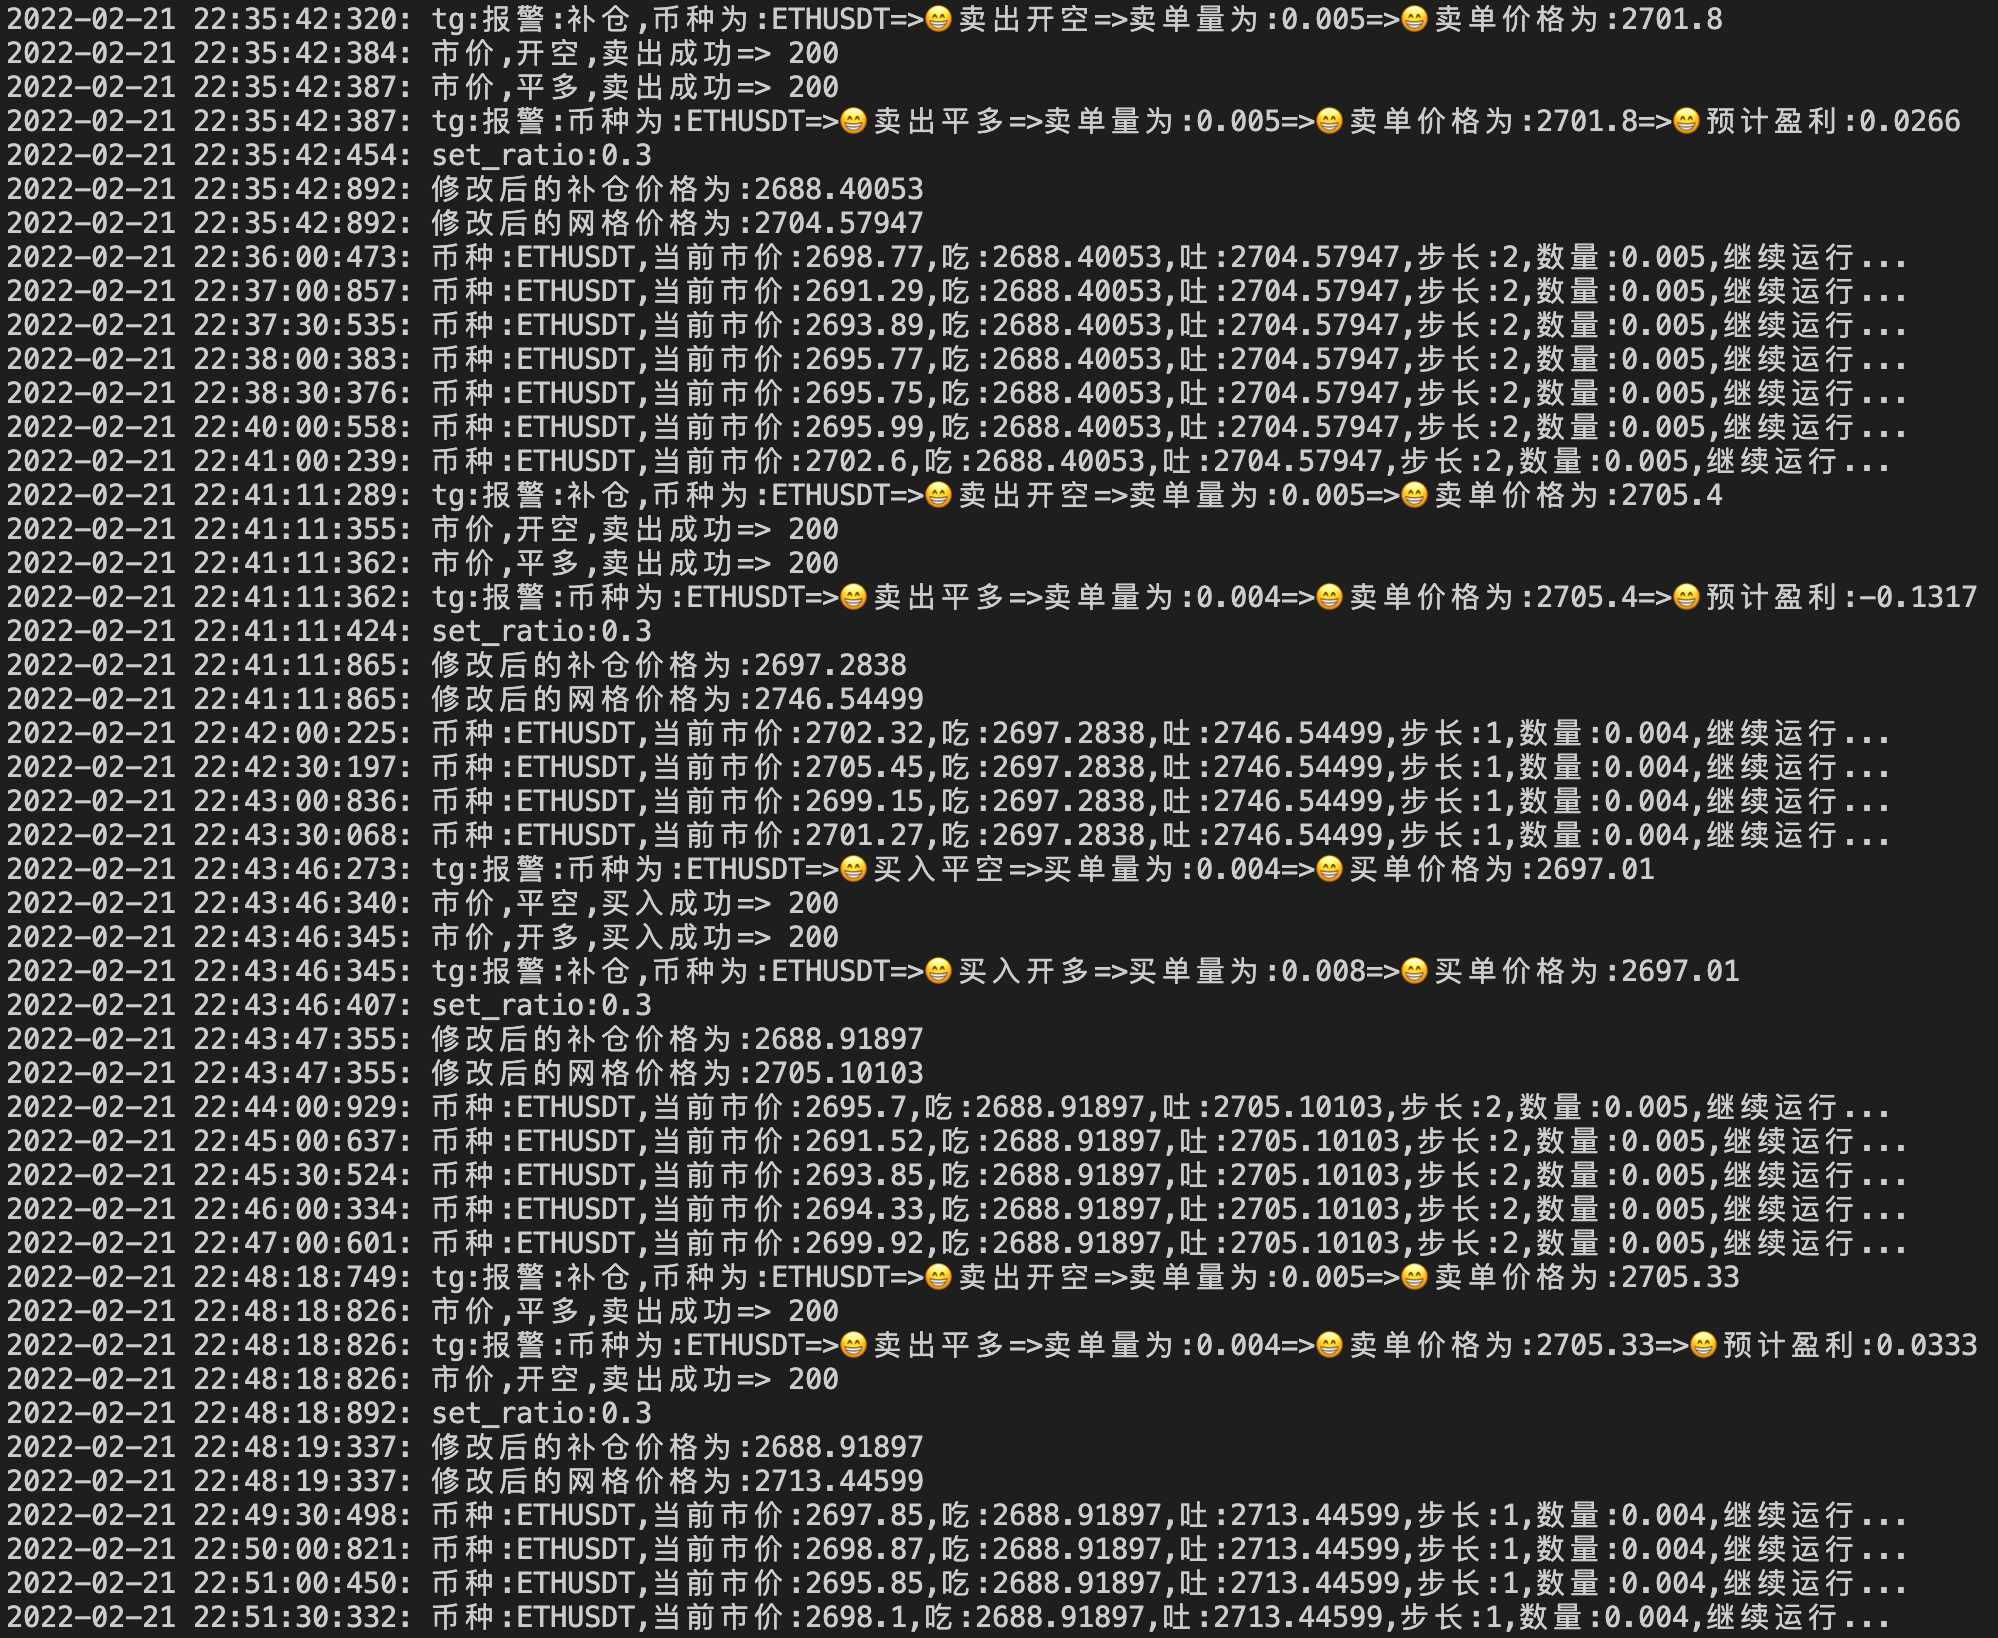 2022-02-21 22:35:42:320: tg:报警:补仓,币种为:ETHUSDT=>😁卖出开空=>卖单量为:0.005=>😁卖单价格为:2701.8
2022-02-21 22:35:42:384: 市价,开空,卖出成功=> 200
2022-02-21 22:35:42:387: 市价,平多,卖出成功=> 200
2022-02-21 22:35:42:387: tg:报警:币种为:ETHUSDT=>😁卖出平多=>卖单量为:0.005=>😁卖单价格为:2701.8=>😁预计盈利:0.0266
2022-02-21 22:35:42:454: set_ratio:0.3
2022-02-21 22:35:42:892: 修改后的补仓价格为:2688.40053
2022-02-21 22:35:42:892: 修改后的网格价格为:2704.57947
2022-02-21 22:36:00:473: 币种:ETHUSDT,当前市价:2698.77,吃:2688.40053,吐:2704.57947,步长:2,数量:0.005,继续运行...
2022-02-21 22:37:00:857: 币种:ETHUSDT,当前市价:2691.29,吃:2688.40053,吐:2704.57947,步长:2,数量:0.005,继续运行...
2022-02-21 22:37:30:535: 币种:ETHUSDT,当前市价:2693.89,吃:2688.40053,吐:2704.57947,步长:2,数量:0.005,继续运行...
2022-02-21 22:38:00:383: 币种:ETHUSDT,当前市价:2695.77,吃:2688.40053,吐:2704.57947,步长:2,数量:0.005,继续运行...
2022-02-21 22:38:30:376: 币种:ETHUSDT,当前市价:2695.75,吃:2688.40053,吐:2704.57947,步长:2,数量:0.005,继续运行...
2022-02-21 22:40:00:558: 币种:ETHUSDT,当前市价:2695.99,吃:2688.40053,吐:2704.57947,步长:2,数量:0.005,继续运行...
2022-02-21 22:41:00:239: 币种:ETHUSDT,当前市价:2702.6,吃:2688.40053,吐:2704.57947,步长:2,数量:0.005,继续运行...
2022-02-21 22:41:11:289: tg:报警:补仓,币种为:ETHUSDT=>😁卖出开空=>卖单量为:0.005=>😁卖单价格为:2705.4
2022-02-21 22:41:11:355: 市价,开空,卖出成功=> 200
2022-02-21 22:41:11:362: 市价,平多,卖出成功=> 200
2022-02-21 22:41:11:362: tg:报警:币种为:ETHUSDT=>😁卖出平多=>卖单量为:0.004=>😁卖单价格为:2705.4=>😁预计盈利:-0.1317
2022-02-21 22:41:11:424: set_ratio:0.3
2022-02-21 22:41:11:865: 修改后的补仓价格为:2697.2838
2022-02-21 22:41:11:865: 修改后的网格价格为:2746.54499
2022-02-21 22:42:00:225: 币种:ETHUSDT,当前市价:2702.32,吃:2697.2838,吐:2746.54499,步长:1,数量:0.004,继续运行...
2022-02-21 22:42:30:197: 币种:ETHUSDT,当前市价:2705.45,吃:2697.2838,吐:2746.54499,步长:1,数量:0.004,继续运行...
2022-02-21 22:43:00:836: 币种:ETHUSDT,当前市价:2699.15,吃:2697.2838,吐:2746.54499,步长:1,数量:0.004,继续运行...
2022-02-21 22:43:30:068: 币种:ETHUSDT,当前市价:2701.27,吃:2697.2838,吐:2746.54499,步长:1,数量:0.004,继续运行...
2022-02-21 22:43:46:273: tg:报警:币种为:ETHUSDT=>😁买入平空=>买单量为:0.004=>😁买单价格为:2697.01
2022-02-21 22:43:46:340: 市价,平空,买入成功=> 200
2022-02-21 22:43:46:345: 市价,开多,买入成功=> 200
2022-02-21 22:43:46:345: tg:报警:补仓,币种为:ETHUSDT=>😁买入开多=>买单量为:0.008=>😁买单价格为:2697.01
2022-02-21 22:43:46:407: set_ratio:0.3
2022-02-21 22:43:47:355: 修改后的补仓价格为:2688.91897
2022-02-21 22:43:47:355: 修改后的网格价格为:2705.10103
2022-02-21 22:44:00:929: 币种:ETHUSDT,当前市价:2695.7,吃:2688.91897,吐:2705.10103,步长:2,数量:0.005,继续运行...
2022-02-21 22:45:00:637: 币种:ETHUSDT,当前市价:2691.52,吃:2688.91897,吐:2705.10103,步长:2,数量:0.005,继续运行...
2022-02-21 22:45:30:524: 币种:ETHUSDT,当前市价:2693.85,吃:2688.91897,吐:2705.10103,步长:2,数量:0.005,继续运行...
2022-02-21 22:46:00:334: 币种:ETHUSDT,当前市价:2694.33,吃:2688.91897,吐:2705.10103,步长:2,数量:0.005,继续运行...
2022-02-21 22:47:00:601: 币种:ETHUSDT,当前市价:2699.92,吃:2688.91897,吐:2705.10103,步长:2,数量:0.005,继续运行...
2022-02-21 22:48:18:749: tg:报警:补仓,币种为:ETHUSDT=>😁卖出开空=>卖单量为:0.005=>😁卖单价格为:2705.33
2022-02-21 22:48:18:826: 市价,平多,卖出成功=> 200
2022-02-21 22:48:18:826: tg:报警:币种为:ETHUSDT=>😁卖出平多=>卖单量为:0.004=>😁卖单价格为:2705.33=>😁预计盈利:0.0333
2022-02-21 22:48:18:826: 市价,开空,卖出成功=> 200
2022-02-21 22:48:18:892: set_ratio:0.3
2022-02-21 22:48:19:337: 修改后的补仓价格为:2688.91897
2022-02-21 22:48:19:337: 修改后的网格价格为:2713.44599
2022-02-21 22:49:30:498: 币种:ETHUSDT,当前市价:2697.85,吃:2688.91897,吐:2713.44599,步长:1,数量:0.004,继续运行...
2022-02-21 22:50:00:821: 币种:ETHUSDT,当前市价:2698.87,吃:2688.91897,吐:2713.44599,步长:1,数量:0.004,继续运行...
2022-02-21 22:51:00:450: 币种:ETHUSDT,当前市价:2695.85,吃:2688.91897,吐:2713.44599,步长:1,数量:0.004,继续运行...
2022-02-21 22:51:30:332: 币种:ETHUSDT,当前市价:2698.1,吃:2688.91897,吐:2713.44599,步长:1,数量:0.004,继续运行...